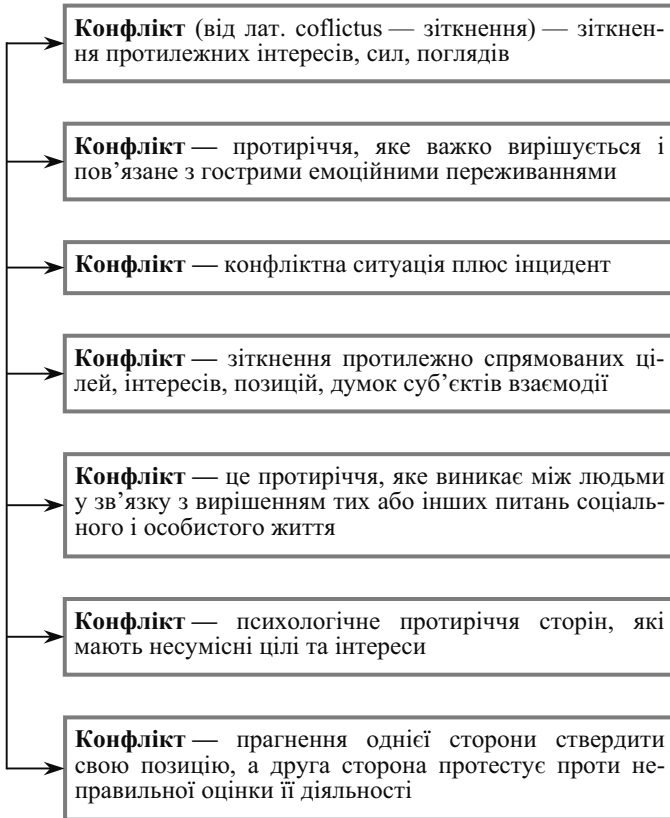 Конфлікт (від лат. coflictus — зіткнення) — зіткнен-
ня протилежних інтересів, сил, поглядів
Конфлікт — протиріччя, яке важко вирішується і
пов’язане з гострими емоційними переживаннями
Конфлікт — конфліктна ситуація плюс інцидент
Конфлікт — зіткнення протилежно спрямованих ці-
лей, інтересів, позицій, думок суб’єктів взаємодії
Конфлікт — це протиріччя, яке виникає між людьми
у зв’язку з вирішенням тих або інших питань соціаль-
ного і особистого життя
Конфлікт — психологічне протиріччя сторін, які
мають несумісні цілі та інтереси
Конфлікт — прагнення однієї сторони ствердити
свою позицію, а друга сторона протестує проти не-
правильної оцінки її діяльності